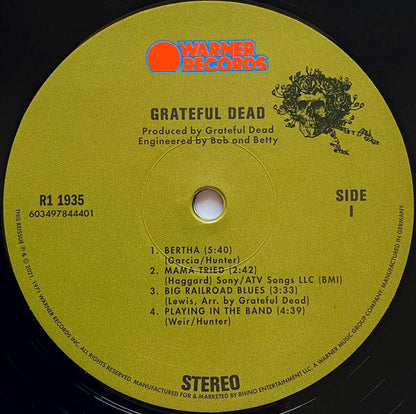 WARNER
RECORDS
GRATEFUL DEAD
Produced by Grateful Dead
Engineered by Bob and Betty
R1 1935
603497844401
SIDE
1
1. BERTHA (5:40)
(Garcia/Hunter)
2. MAMA TRIED (2:42)
(Haggard) Sony/ATV Songs LLC (BMI)
3. BIG RAILROAD BLUES (3:33)
(Lewis, Arr. by Grateful Dead)
4. PLAYING IN THE BAND (4:39)
(Weir/Hunter)
STEREO
THIS REISSUE ℗ & © 2021, 1971 WARNER RECORDS INC. ALL RIGHTS RESERVED. MANUFACTURED FOR & MARKETED BY RHINO ENTERTAINMENT LLC, A WARNER MUSIC GROUP COMPANY. MANUFACTURED IN GERMANY.